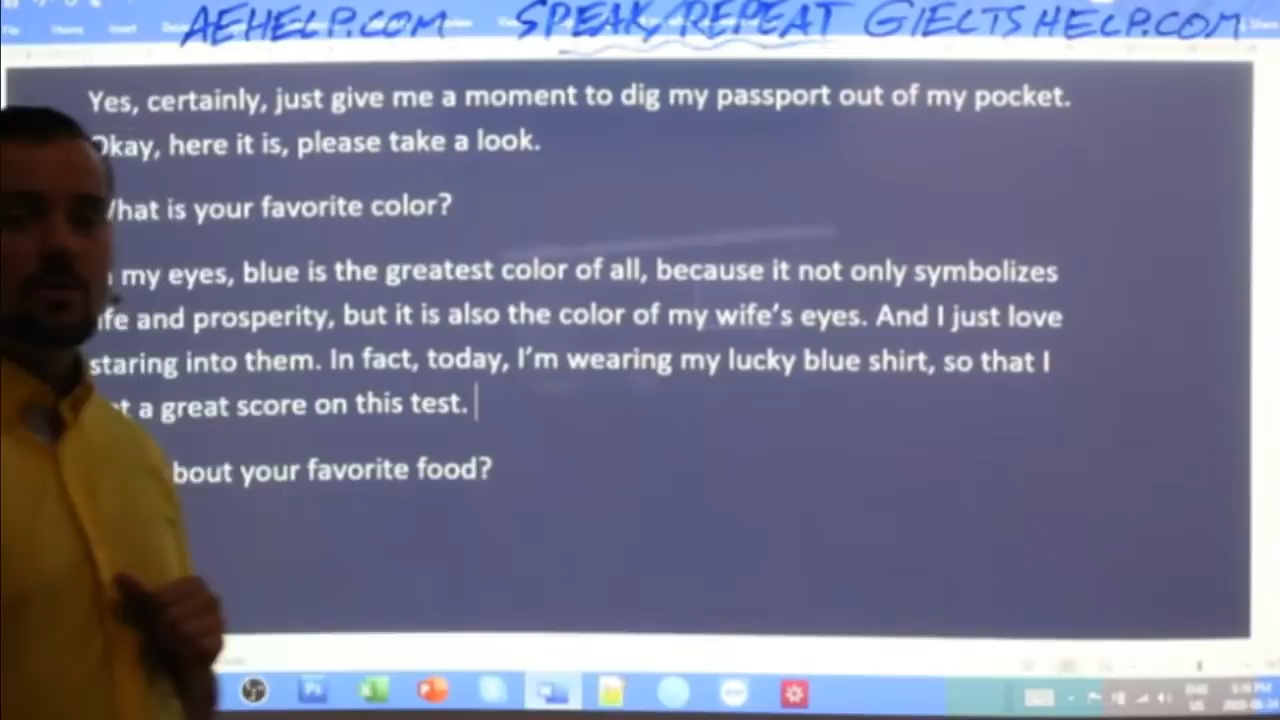 AEHELP.COM SPEAK/REPEAT GIELTSHELP.COM
Yes, certainly, just give me a moment to dig my passport out of my pocket.
Okay, here it is, please take a look.
What is your favorite color?
my eyes, blue is the greatest color of all, because it not only symbolizes
life and prosperity, but it is also the color of my wife's eyes. And I just love
staring into them. In fact, today, I'm wearing my lucky blue shirt, so that I
a great score on this test.
bout your favorite food?